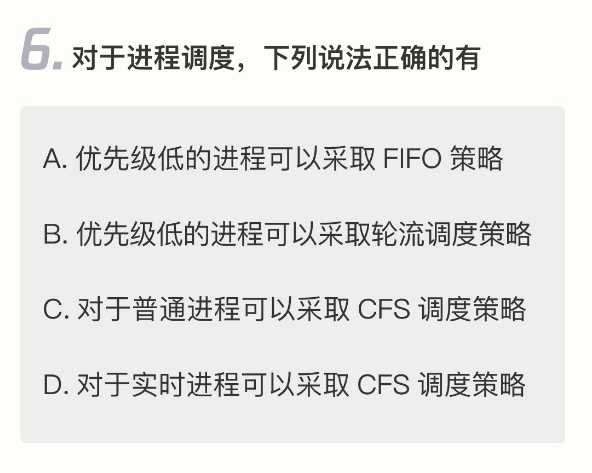 6. 对于进程调度，下列说法正确的有
A. 优先级低的进程可以采取 FIFO 策略
B. 优先级低的进程可以采取轮流调度策略
C. 对于普通进程可以采取 CFS 调度策略
D. 对于实时进程可以采取 CFS 调度策略